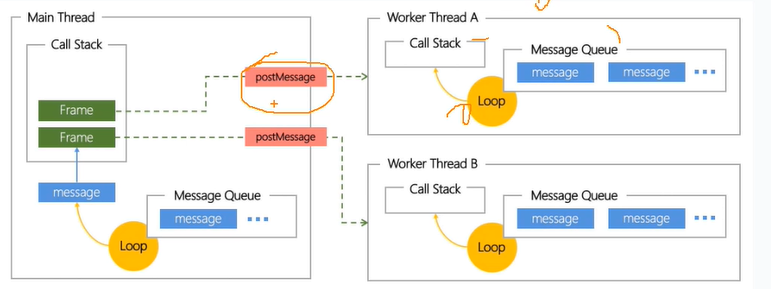 Main Thread
Call Stack
Frame
Frame
message
Message Queue
message
Loop
postMessage
postMessage
Worker Thread A
Call Stack
Message Queue
message
message
Loop
Worker Thread B
Call Stack
Message Queue
message
message
Loop